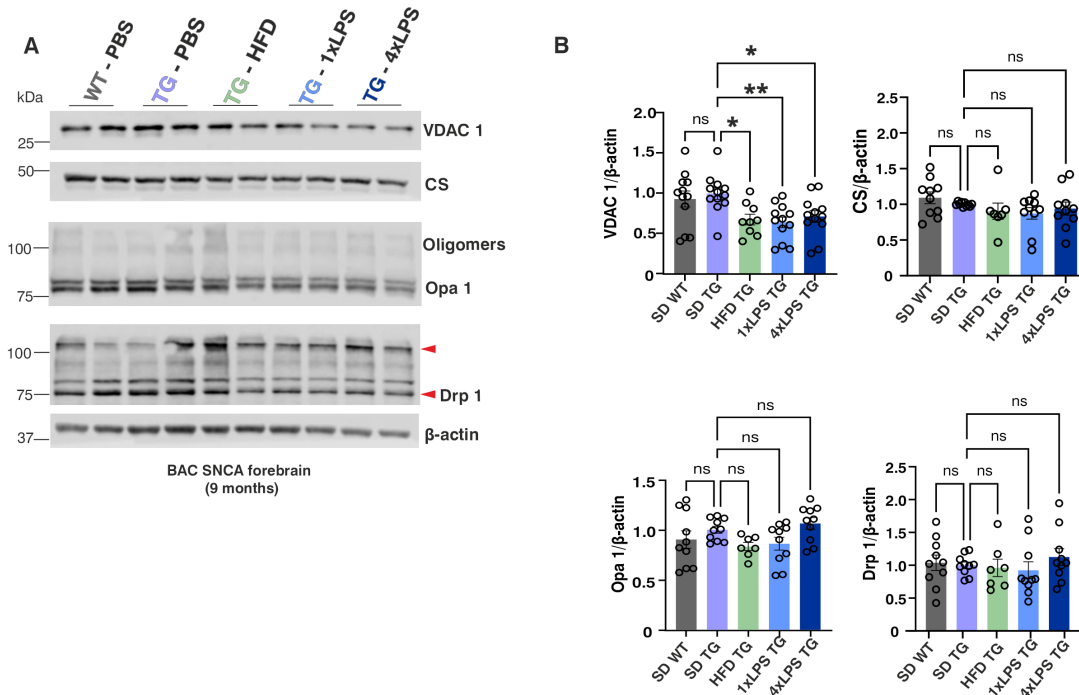 A
WT - PBS
TG - PBS
TG - HFD
TG - 1xLPS
TG - 4xLPS
kDa
VDAC 1
25
50
CS
Oligomers
100
Opa 1
75
100
75
Drp 1
β-actin
37
BAC SNCA forebrain
(9 months)
B
*
**
ns
*
2.0
1.5
1.0
0.5
0
VDAC 1/β-actin
SD WT
SD TG
HFD TG
1xLPS TG
4xLPS TG
ns
ns
ns
ns
2.5
2.0
1.5
1.0
0.5
0
CS/β-actin
SD WT
SD TG
HFD TG
1xLPS TG
4xLPS TG
ns
ns
ns
ns
1.5
1.0
0.5
0
Opa 1/β-actin
SD WT
SD TG
HFD TG
1xLPS TG
4xLPS TG
ns
ns
ns
ns
2.5
2.0
1.5
1.0
0.5
0
Drp 1/β-actin
SD WT
SD TG
HFD TG
1xLPS TG
4xLPS TG